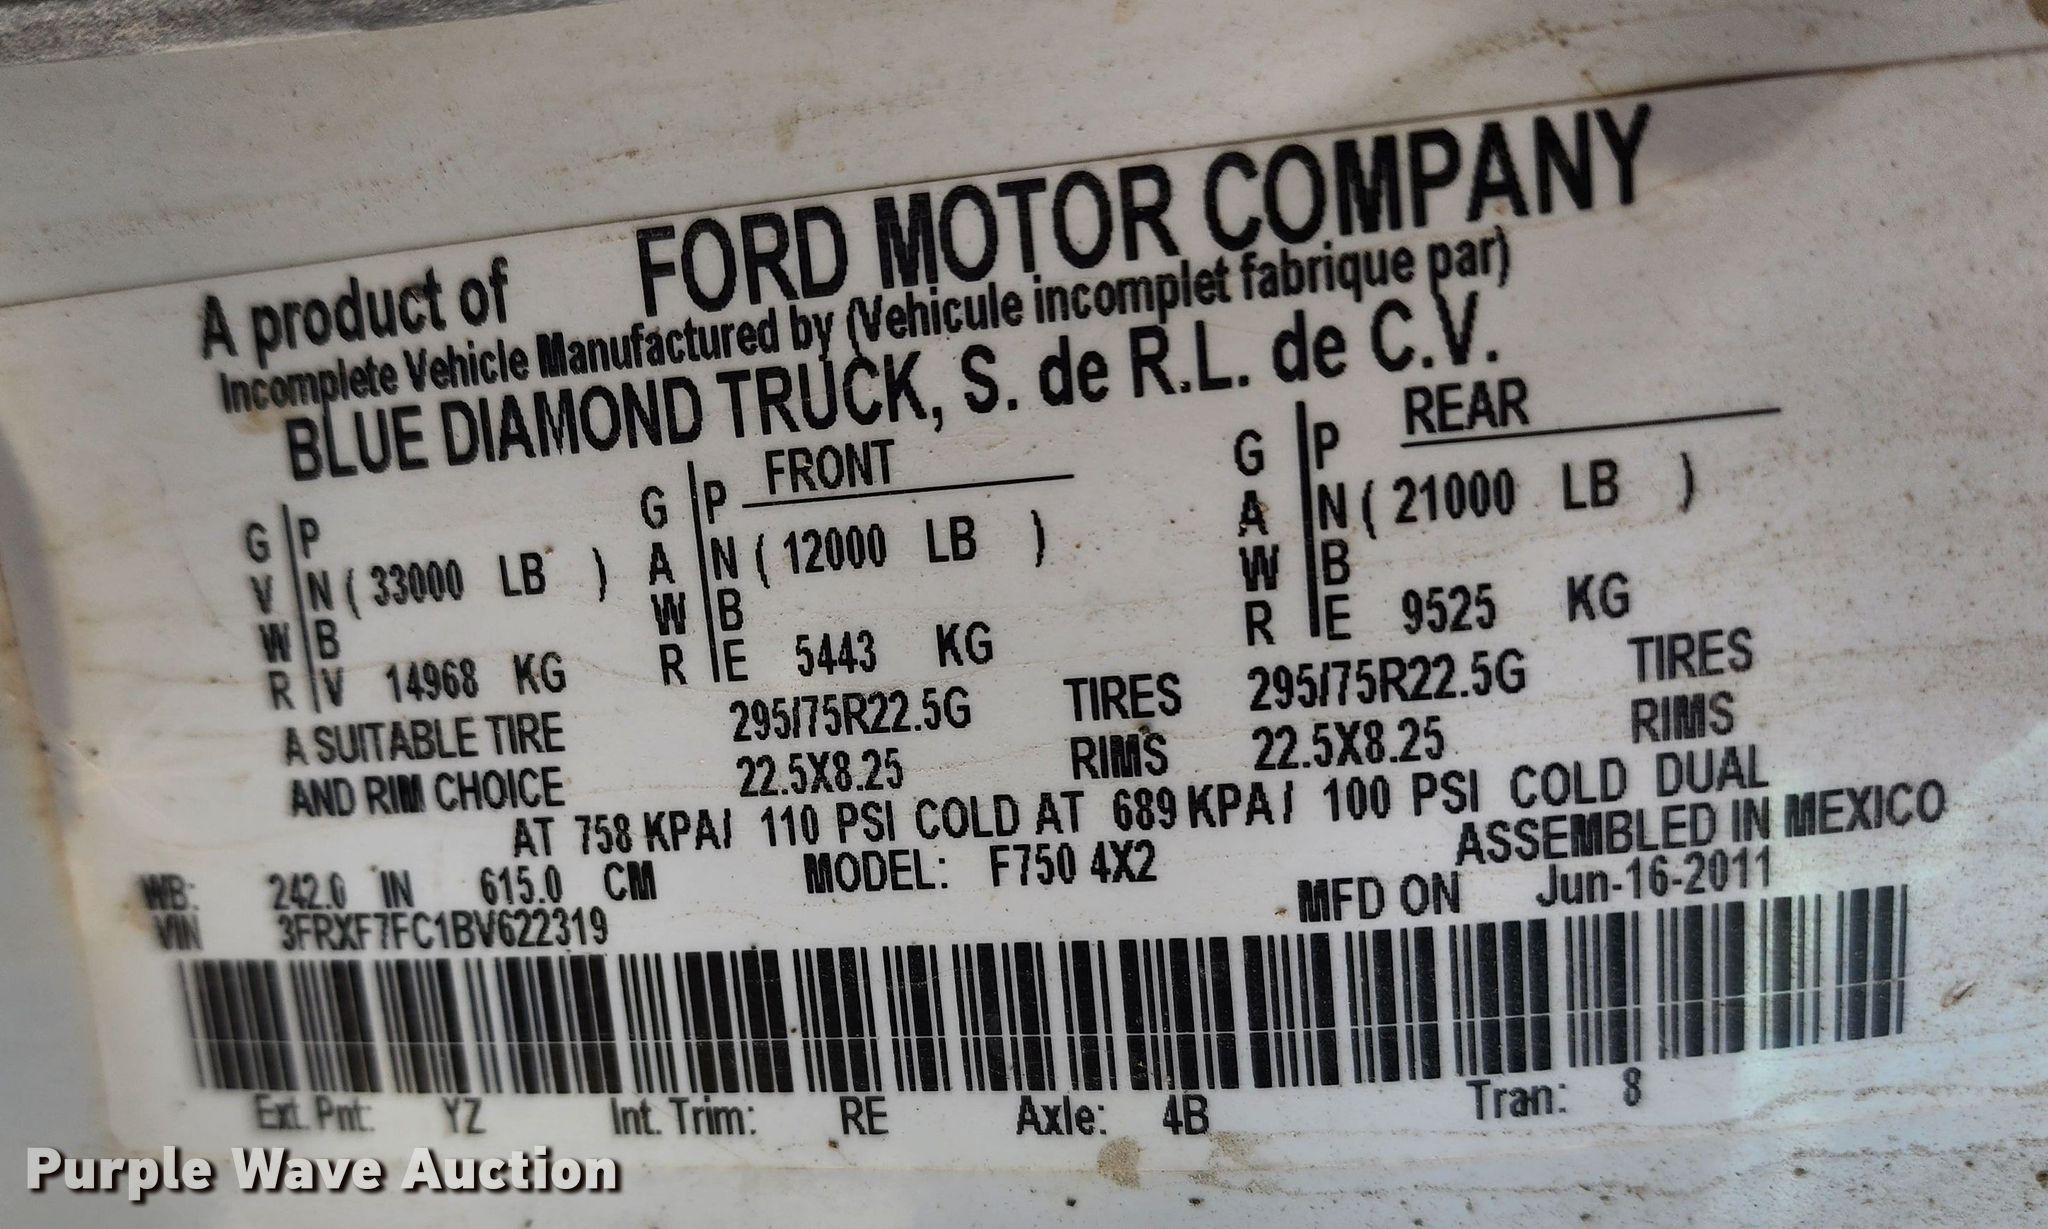 A product of FORD MOTOR COMPANY
Incomplete Vehicle Manufactured by (Vehicule incomplet fabrique par)
BLUE DIAMOND TRUCK, S. de R.L. de C.V.
FRONT REAR
G P G P G P
V N ( 33000 LB ) A N ( 12000 LB ) A N ( 21000 LB )
W B W B W B
R V 14968 KG R E 5443 KG R E 9525 KG
A SUITABLE TIRE 295/75R22.5G TIRES 295/75R22.5G TIRES
AND RIM CHOICE 22.5X8.25 RIMS 22.5X8.25 RIMS
AT 758 KPA/ 110 PSI COLD AT 689 KPA/ 100 PSI COLD DUAL
ASSEMBLED IN MEXICO
WB: 242.0 IN 615.0 CM MODEL: F750 4X2
MFD ON Jun-16-2011
VIN 3FRXF7FC1BV622319
Ext. Pnt: YZ Int. Trim: RE Axle: 4B Tran: 8
Purple Wave Auction